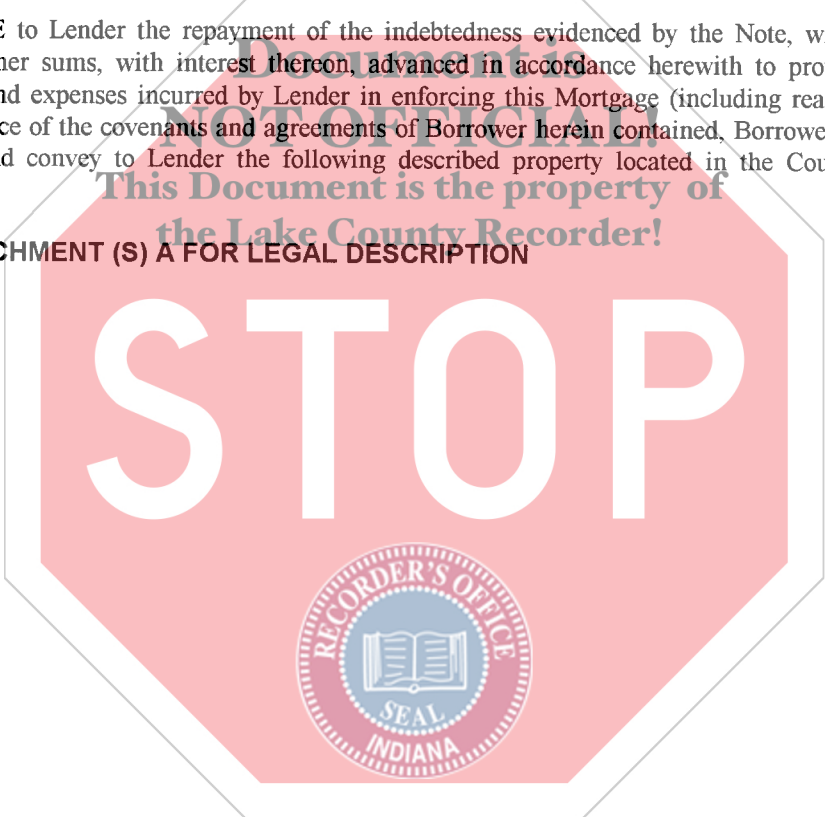 E to Lender the repayment of the indebtedness evidenced by the Note, w
her sums, with interest thereon, advanced in accordance herewith to pro
nd expenses incurred by Lender in enforcing this Mortgage (including rea
ce of the covenants and agreements of Borrower herein contained, Borrowe
d convey to Lender the following described property located in the Cou
CHMENT (S) A FOR LEGAL DESCRIPTION
Document is
NOT OFFICIAL!
This Document is the property of
the Lake County Recorder!
STOP
RECORDER'S OFFICE
SEAL
INDIANA